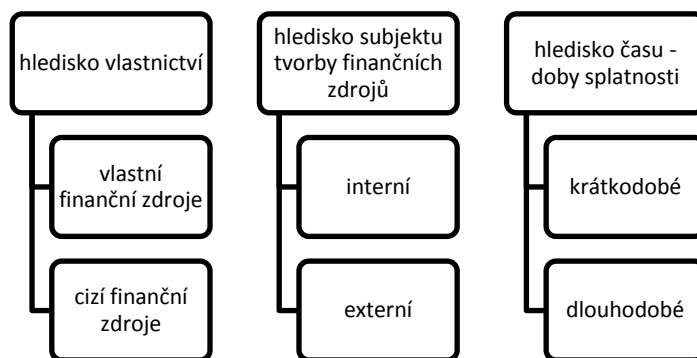 hledisko vlastnictví
vlastní
finanční zdroje
cizí finanční
zdroje
hledisko subjektu
tvorby finančních
zdrojů
interní
externí
hledisko času -
doby splatnosti
krátkodobé
dlouhodobé